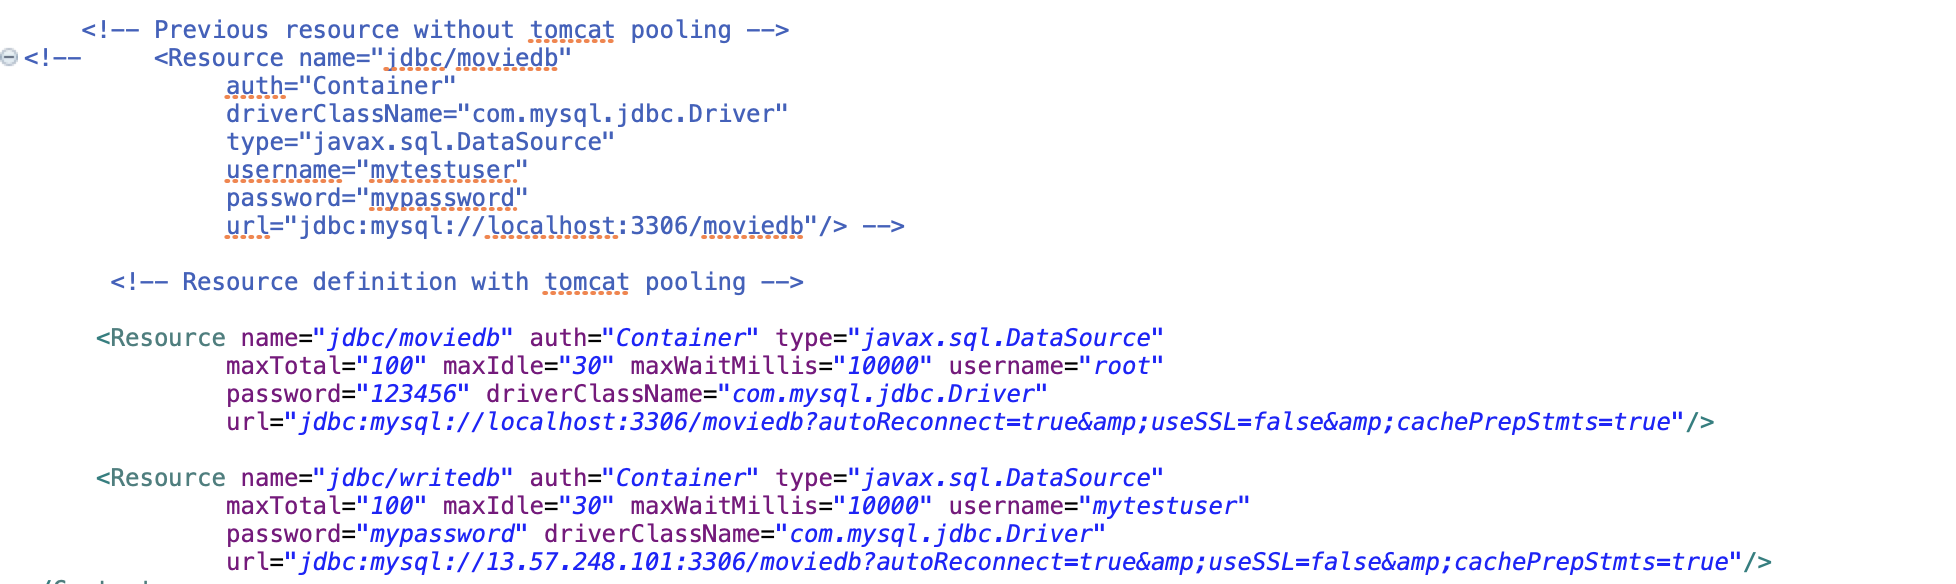 <!-- Previous resource without tomcat pooling -->
<!-- <Resource name="jdbc/moviedb"
auth="Container"
driverClassName="com.mysql.jdbc.Driver"
type="javax.sql.DataSource"
username="mytestuser"
password="mypassword"
url="jdbc:mysql://localhost:3306/moviedb"/> -->
<!-- Resource definition with tomcat pooling -->
<Resource name="jdbc/moviedb" auth="Container" type="javax.sql.DataSource"
maxTotal="100" maxIdle="30" maxWaitMillis="10000" username="root"
password="123456" driverClassName="com.mysql.jdbc.Driver"
url="jdbc:mysql://localhost:3306/moviedb?autoReconnect=true&amp;useSSL=false&amp;cachePrepStmts=true"/>
<Resource name="jdbc/writedb" auth="Container" type="javax.sql.DataSource"
maxTotal="100" maxIdle="30" maxWaitMillis="10000" username="mytestuser"
password="mypassword" driverClassName="com.mysql.jdbc.Driver"
url="jdbc:mysql://13.57.248.101:3306/moviedb?autoReconnect=true&amp;useSSL=false&amp;cachePrepStmts=true"/>